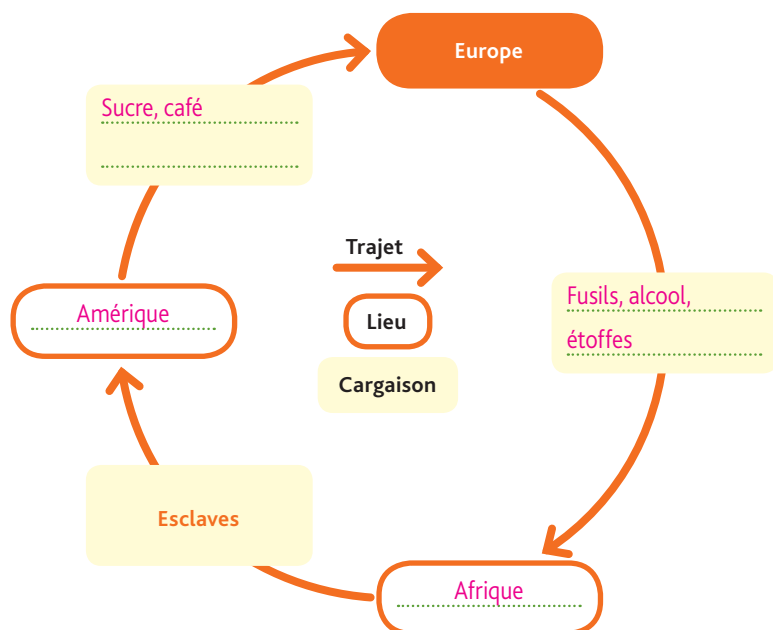 Europe
Sucre, café
Trajet
Fusils, alcool,
étoffes
Amérique
Lieu
Cargaison
Esclaves
Afrique